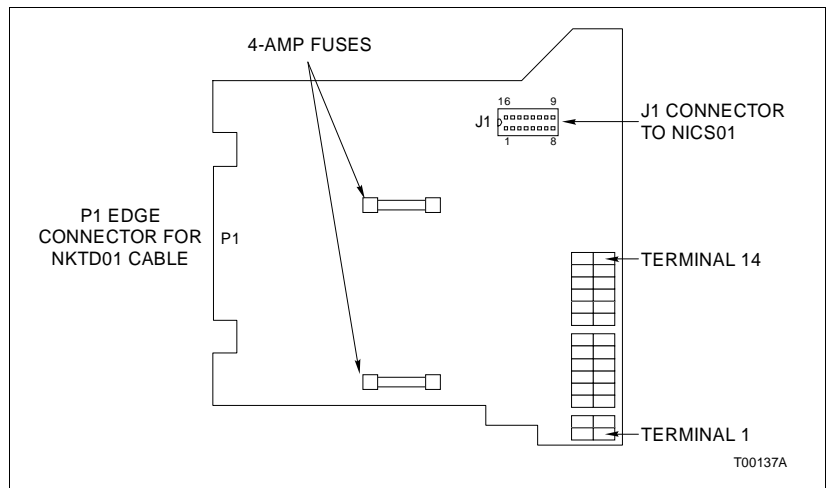 4-AMP FUSES
16 9
J1
1 8
J1 CONNECTOR
TO NICS01
P1 EDGE
CONNECTOR FOR
NKTD01 CABLE
P1
TERMINAL 14
TERMINAL 1
T00137A